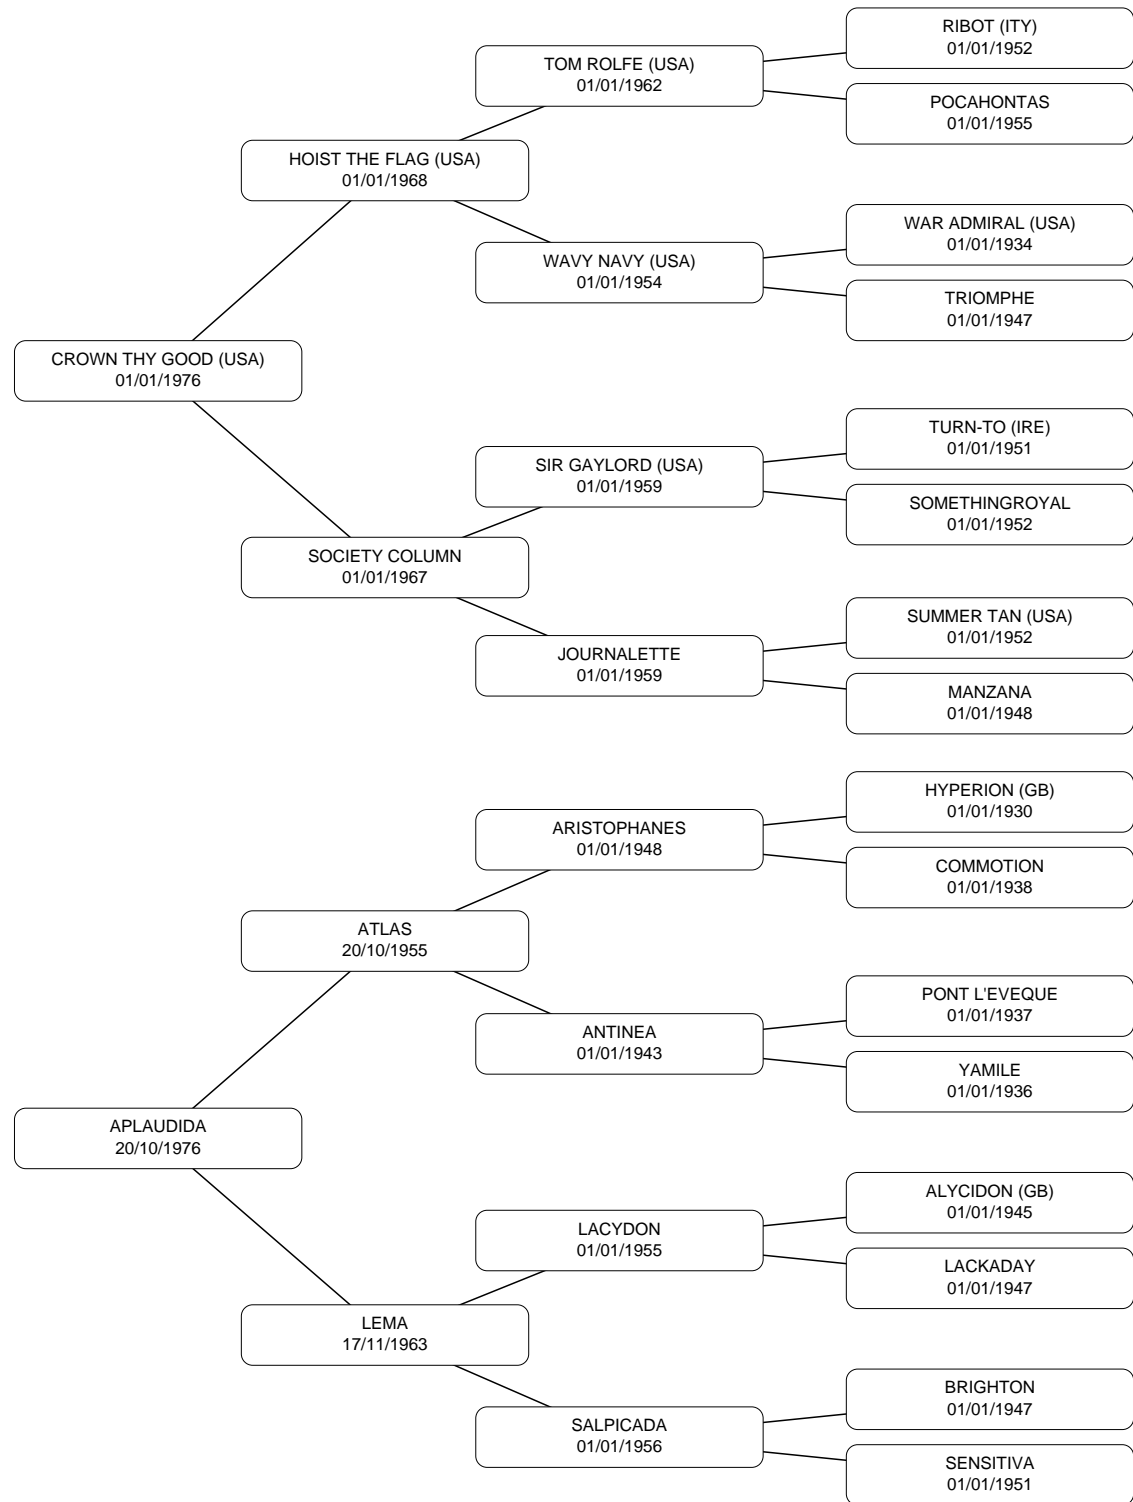 RIBOT (ITY)
01/01/1952
TOM ROLFE (USA)
01/01/1962
POCAHONTAS
01/01/1955
HOIST THE FLAG (USA)
01/01/1968
WAR ADMIRAL (USA)
01/01/1934
WAVY NAVY (USA)
01/01/1954
TRIOMPHE
01/01/1947
CROWN THY GOOD (USA)
01/01/1976
TURN-TO (IRE)
01/01/1951
SIR GAYLORD (USA)
01/01/1959
SOMETHINGROYAL
01/01/1952
SOCIETY COLUMN
01/01/1967
SUMMER TAN (USA)
01/01/1952
JOURNALETTE
01/01/1959
MANZANA
01/01/1948
HYPERION (GB)
01/01/1930
ARISTOPHANES
01/01/1948
COMMOTION
01/01/1938
ATLAS
20/10/1955
PONT L'EVEQUE
01/01/1937
ANTINEA
01/01/1943
YAMILE
01/01/1936
APLAUDIDA
20/10/1976
ALYCIDON (GB)
01/01/1945
LACYDON
01/01/1955
LACKADAY
01/01/1947
LEMA
17/11/1963
BRIGHTON
01/01/1947
SALPICADA
01/01/1956
SENSITIVA
01/01/1951